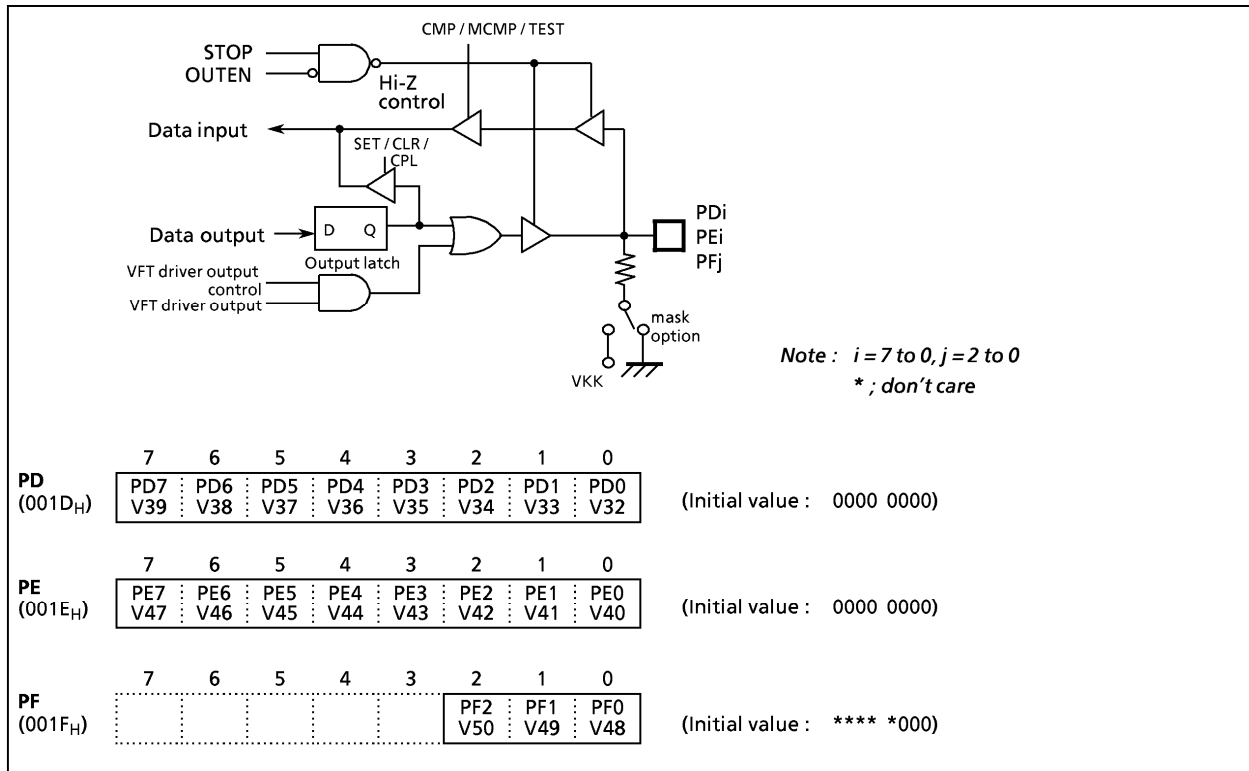 CMP / MCMP / TEST
STOP
OUTEN
Hi-Z
control
Data input
SET / CLR /
CPL
PDi
PEi
PFj
Data output
D Q
Output latch
VFT driver output
control
VFT driver output
mask
option
VKK
Note : i = 7 to 0, j = 2 to 0
* ; don't care
7 6 5 4 3 2 1 0
PD
(001DH)
PD7 PD6 PD5 PD4 PD3 PD2 PD1 PD0
V39 V38 V37 V36 V35 V34 V33 V32
(Initial value : 0000 0000)
7 6 5 4 3 2 1 0
PE
(001EH)
PE7 PE6 PE5 PE4 PE3 PE2 PE1 PE0
V47 V46 V45 V44 V43 V42 V41 V40
(Initial value : 0000 0000)
7 6 5 4 3 2 1 0
PF
(001FH)
PF2 PF1 PF0
V50 V49 V48
(Initial value : **** *000)